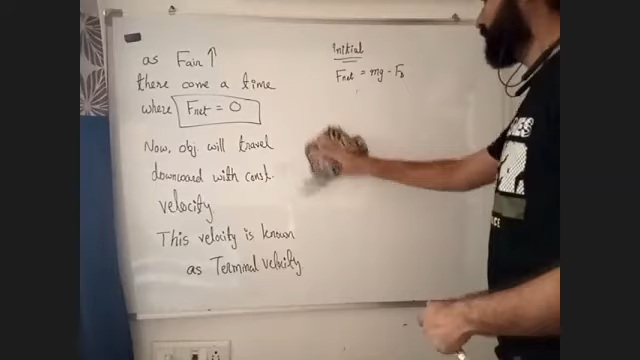 as Fair ↑
there come a time
where Fnet = 0
Now, obj. will travel
downward with const.
velocity
This velocity is known
as Terminal velocity.
Initial
Fnet = mg - Fb